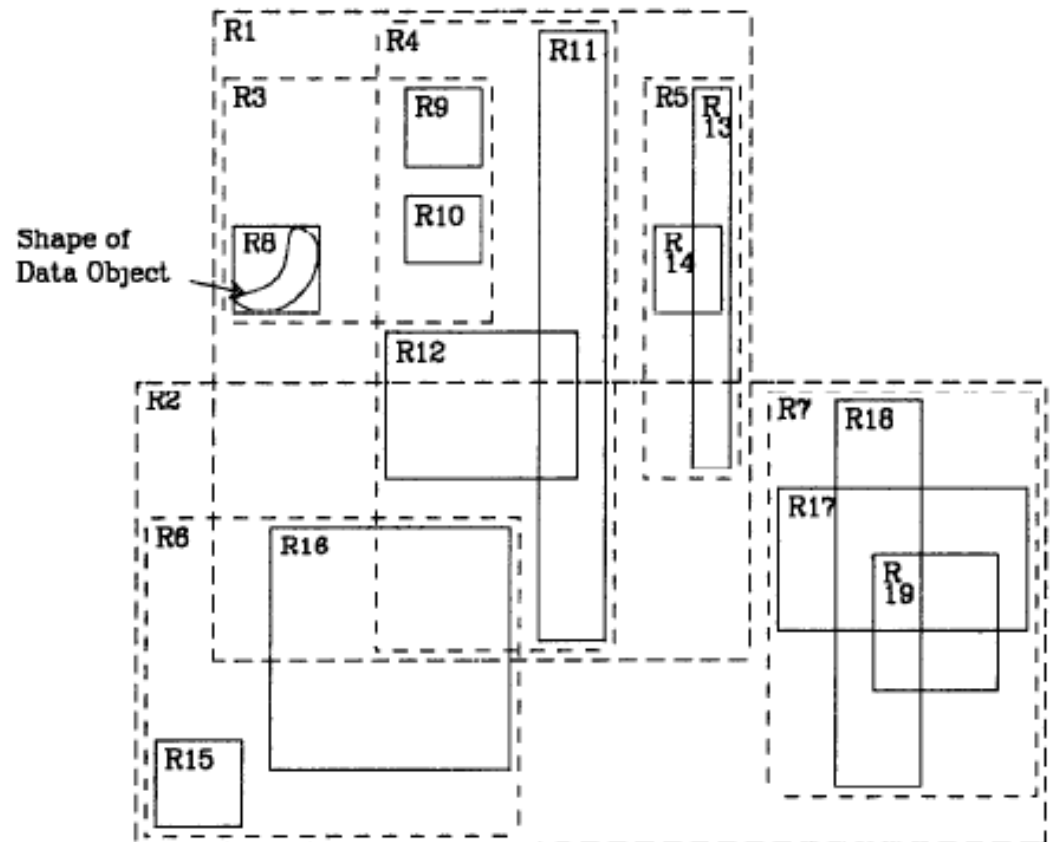 R1
R4
R11
R3
R9
R5
R
13
R10
Shape of
Data Object
R8
R
14
R12
R2
R7
R18
R17
R6
R16
R
19
R15